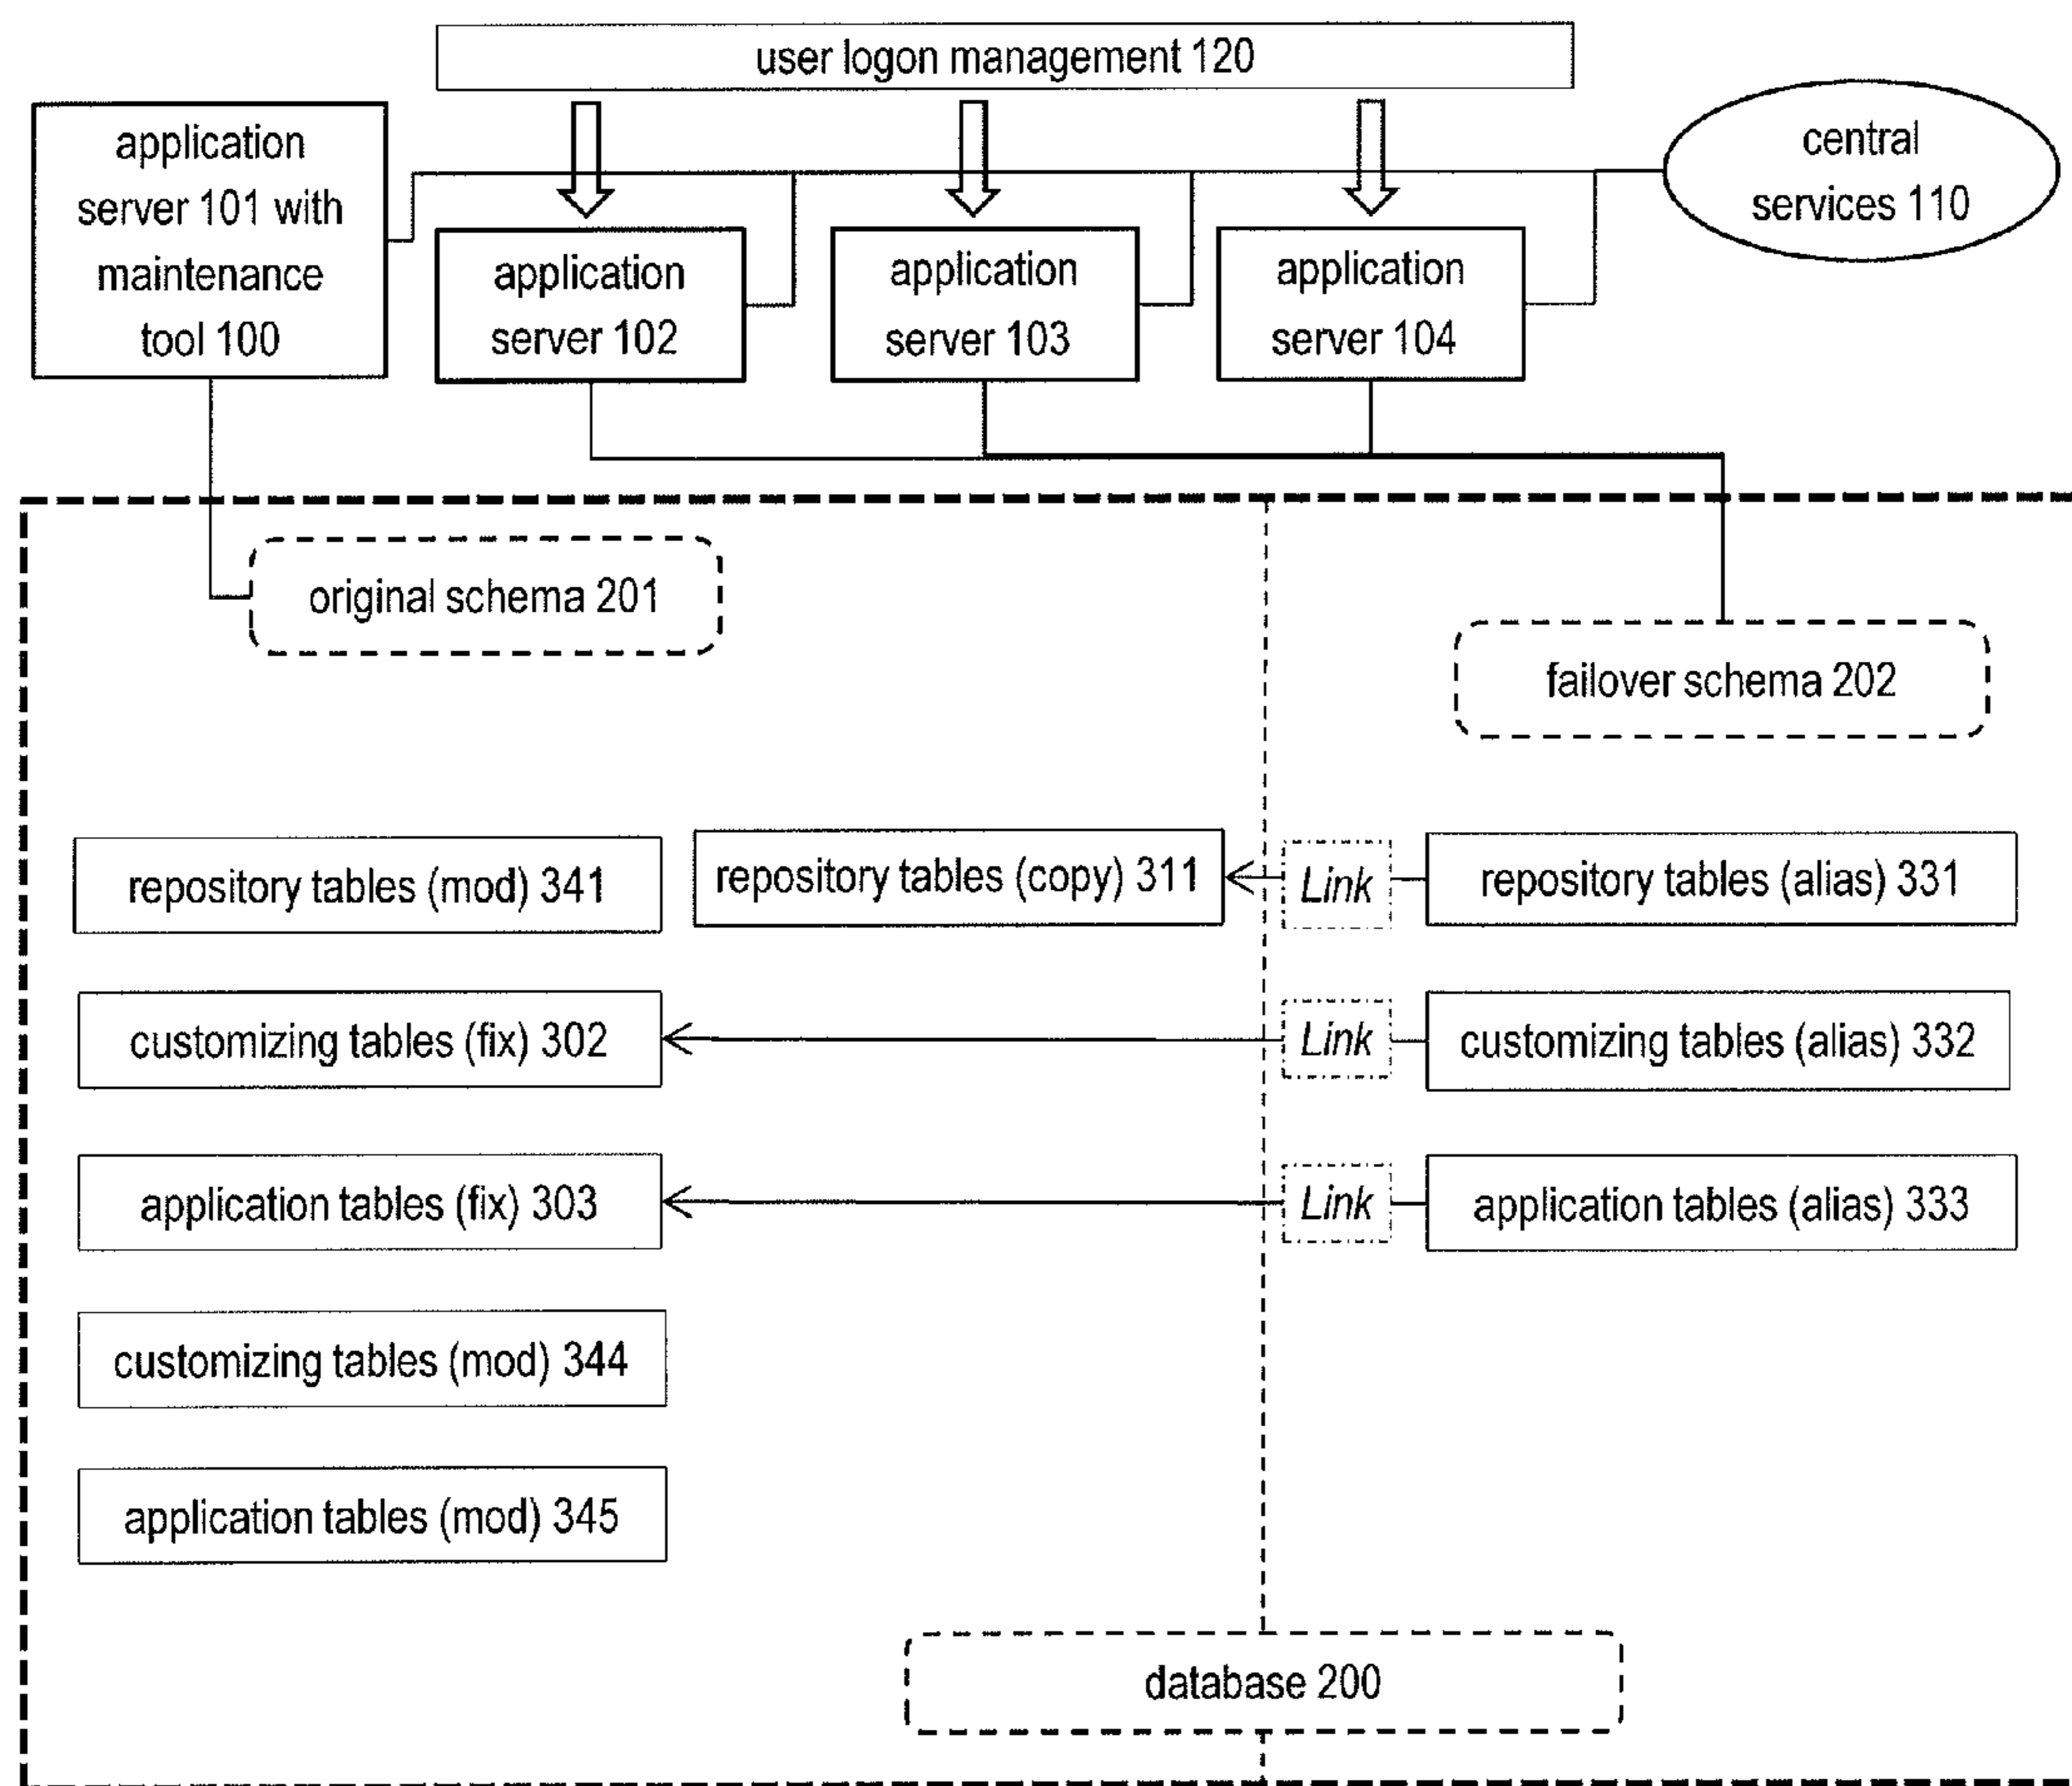 user logon management 120
application
server 101 with
maintenance
tool 100
central
services 110
application
server 102
application
server 103
application
server 104
original schema 201
failover schema 202
repository tables (mod) 341
repository tables (copy) 311
Link
repository tables (alias) 331
customizing tables (fix) 302
Link
customizing tables (alias) 332
application tables (fix) 303
Link
application tables (alias) 333
customizing tables (mod) 344
application tables (mod) 345
database 200